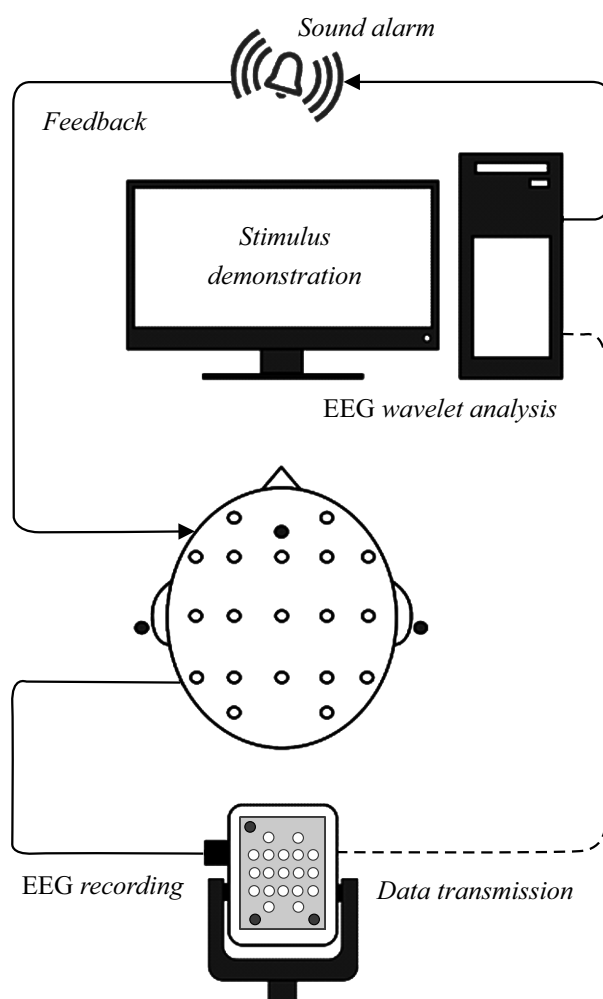 Sound alarm
Feedback
Stimulus
demonstration
EEG wavelet analysis
EEG recording
Data transmission